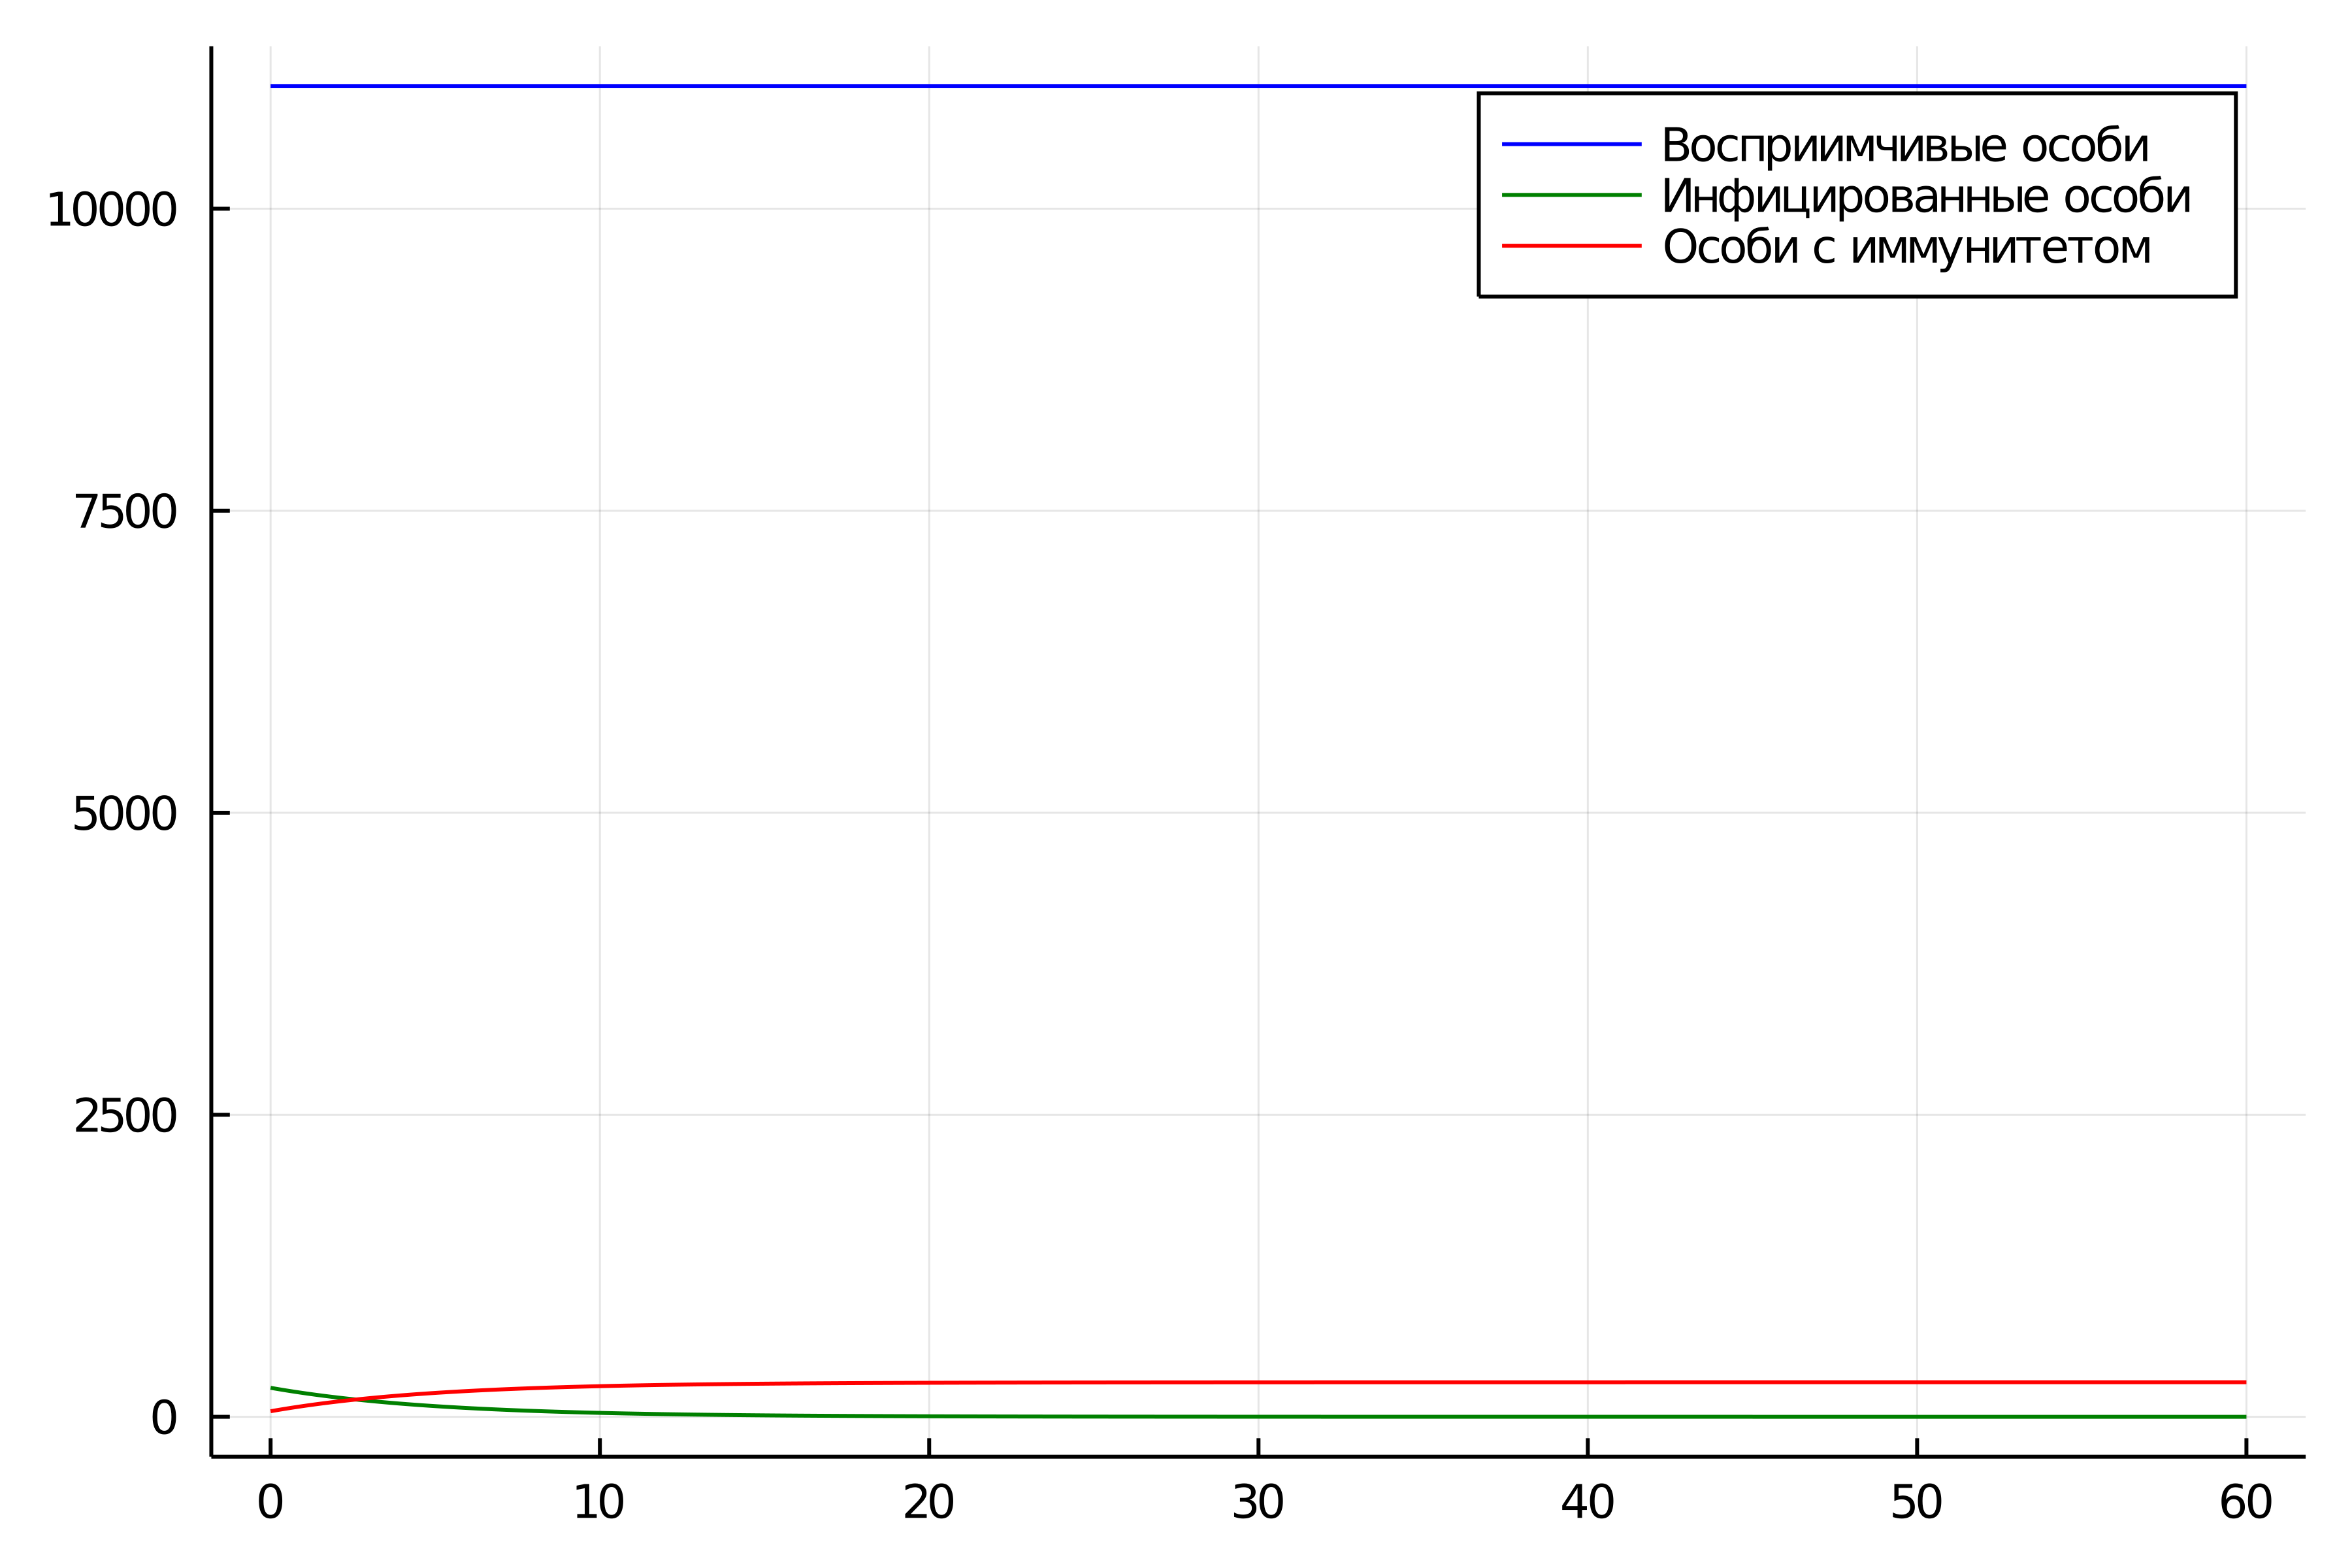 Восприимчивые особи
Инфицированные особи
Особи с иммунитетом
10000
7500
5000
2500
0
0 10 20 30 40 50 60